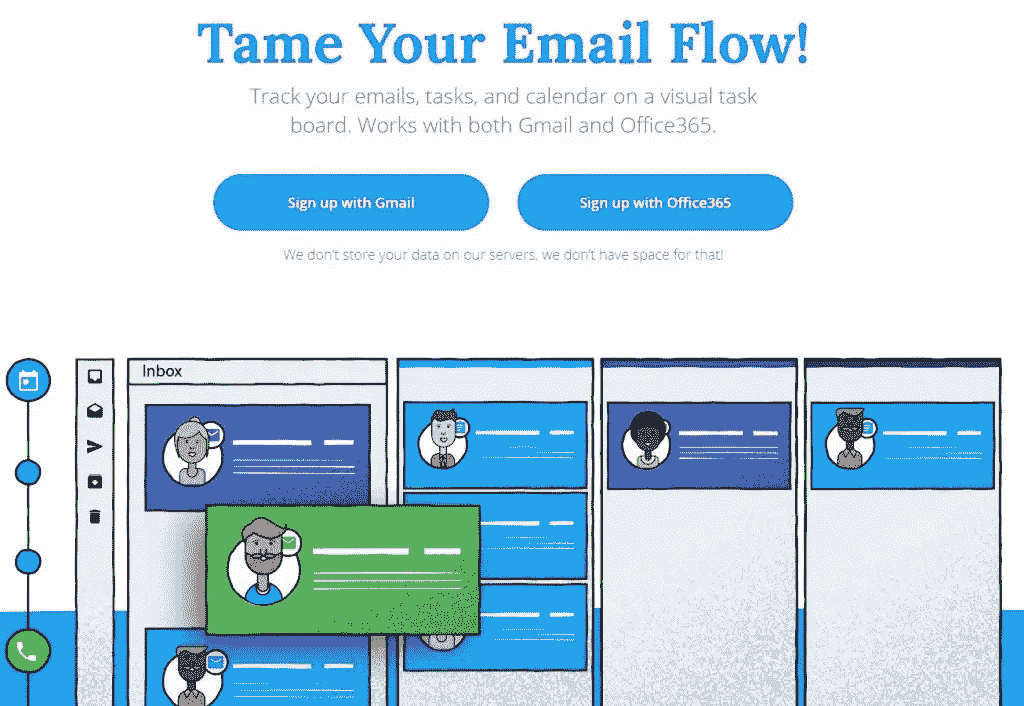 Tame Your Email Flow!
Track your emails, tasks, and calendar on a visual task
board. Works with both Gmail and Office365.
Sign up with Gmail
Sign up with Office365
We don't store your data on our servers, we don't have space for that!
Inbox